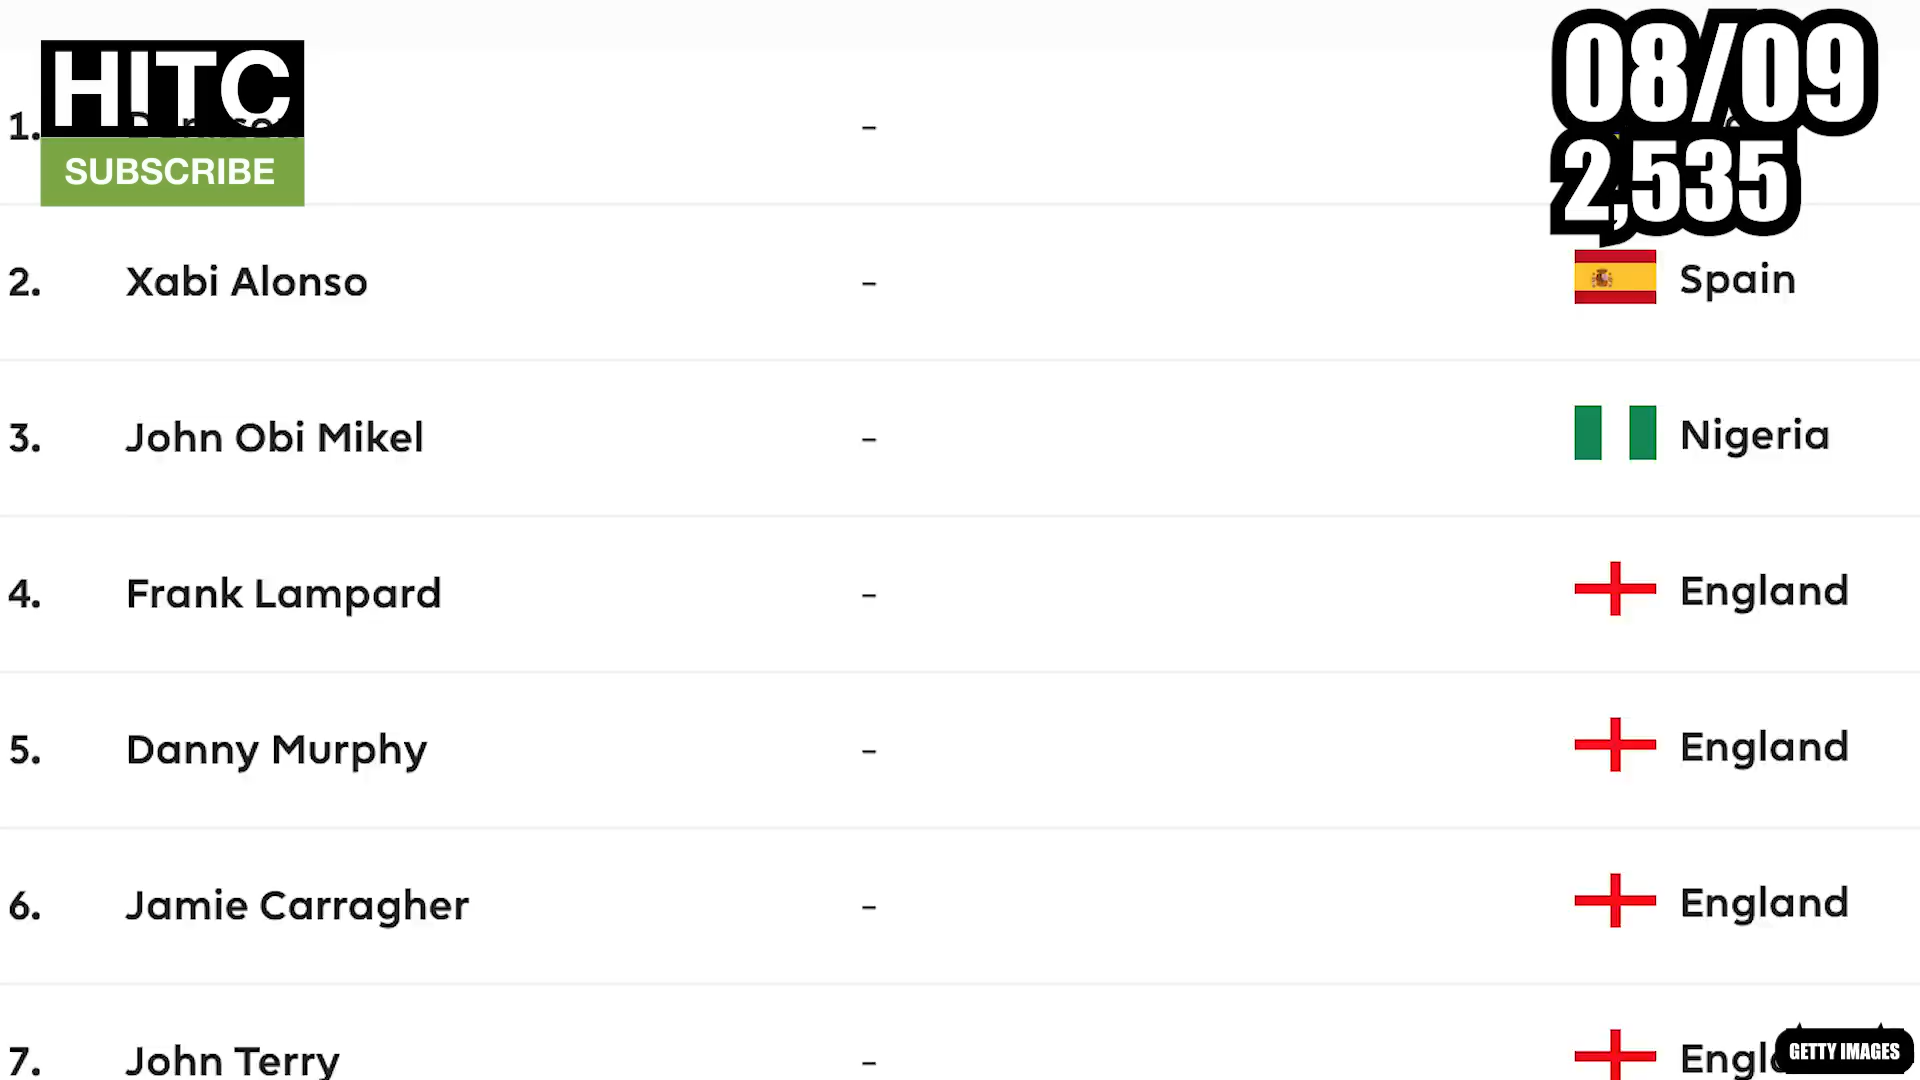 HITC
SUBSCRIBE
08/09
2,535
1. –
2. Xabi Alonso – Spain
3. John Obi Mikel – Nigeria
4. Frank Lampard – England
5. Danny Murphy – England
6. Jamie Carragher – England
7. John Terry –
GETTY IMAGES